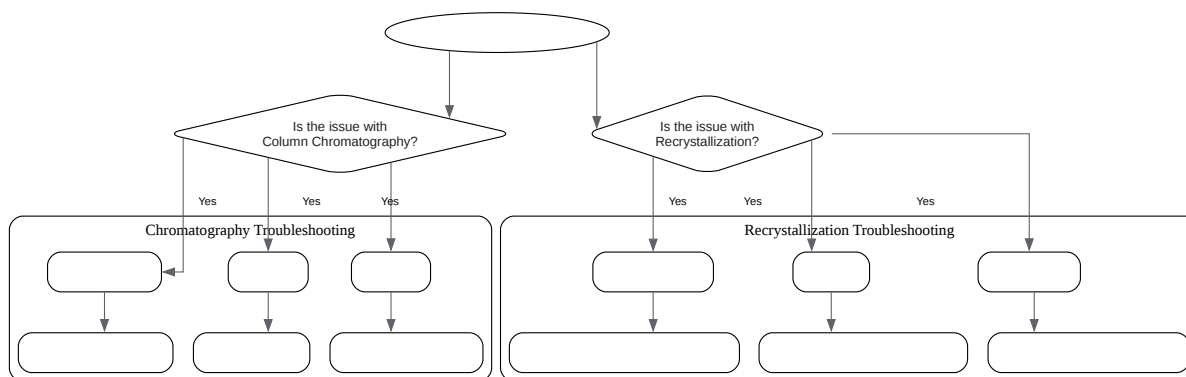 Is the issue with
Column Chromatography?
Is the issue with
Recrystallization?
Yes
Yes
Yes
Yes
Yes
Yes
Chromatography Troubleshooting
Recrystallization Troubleshooting